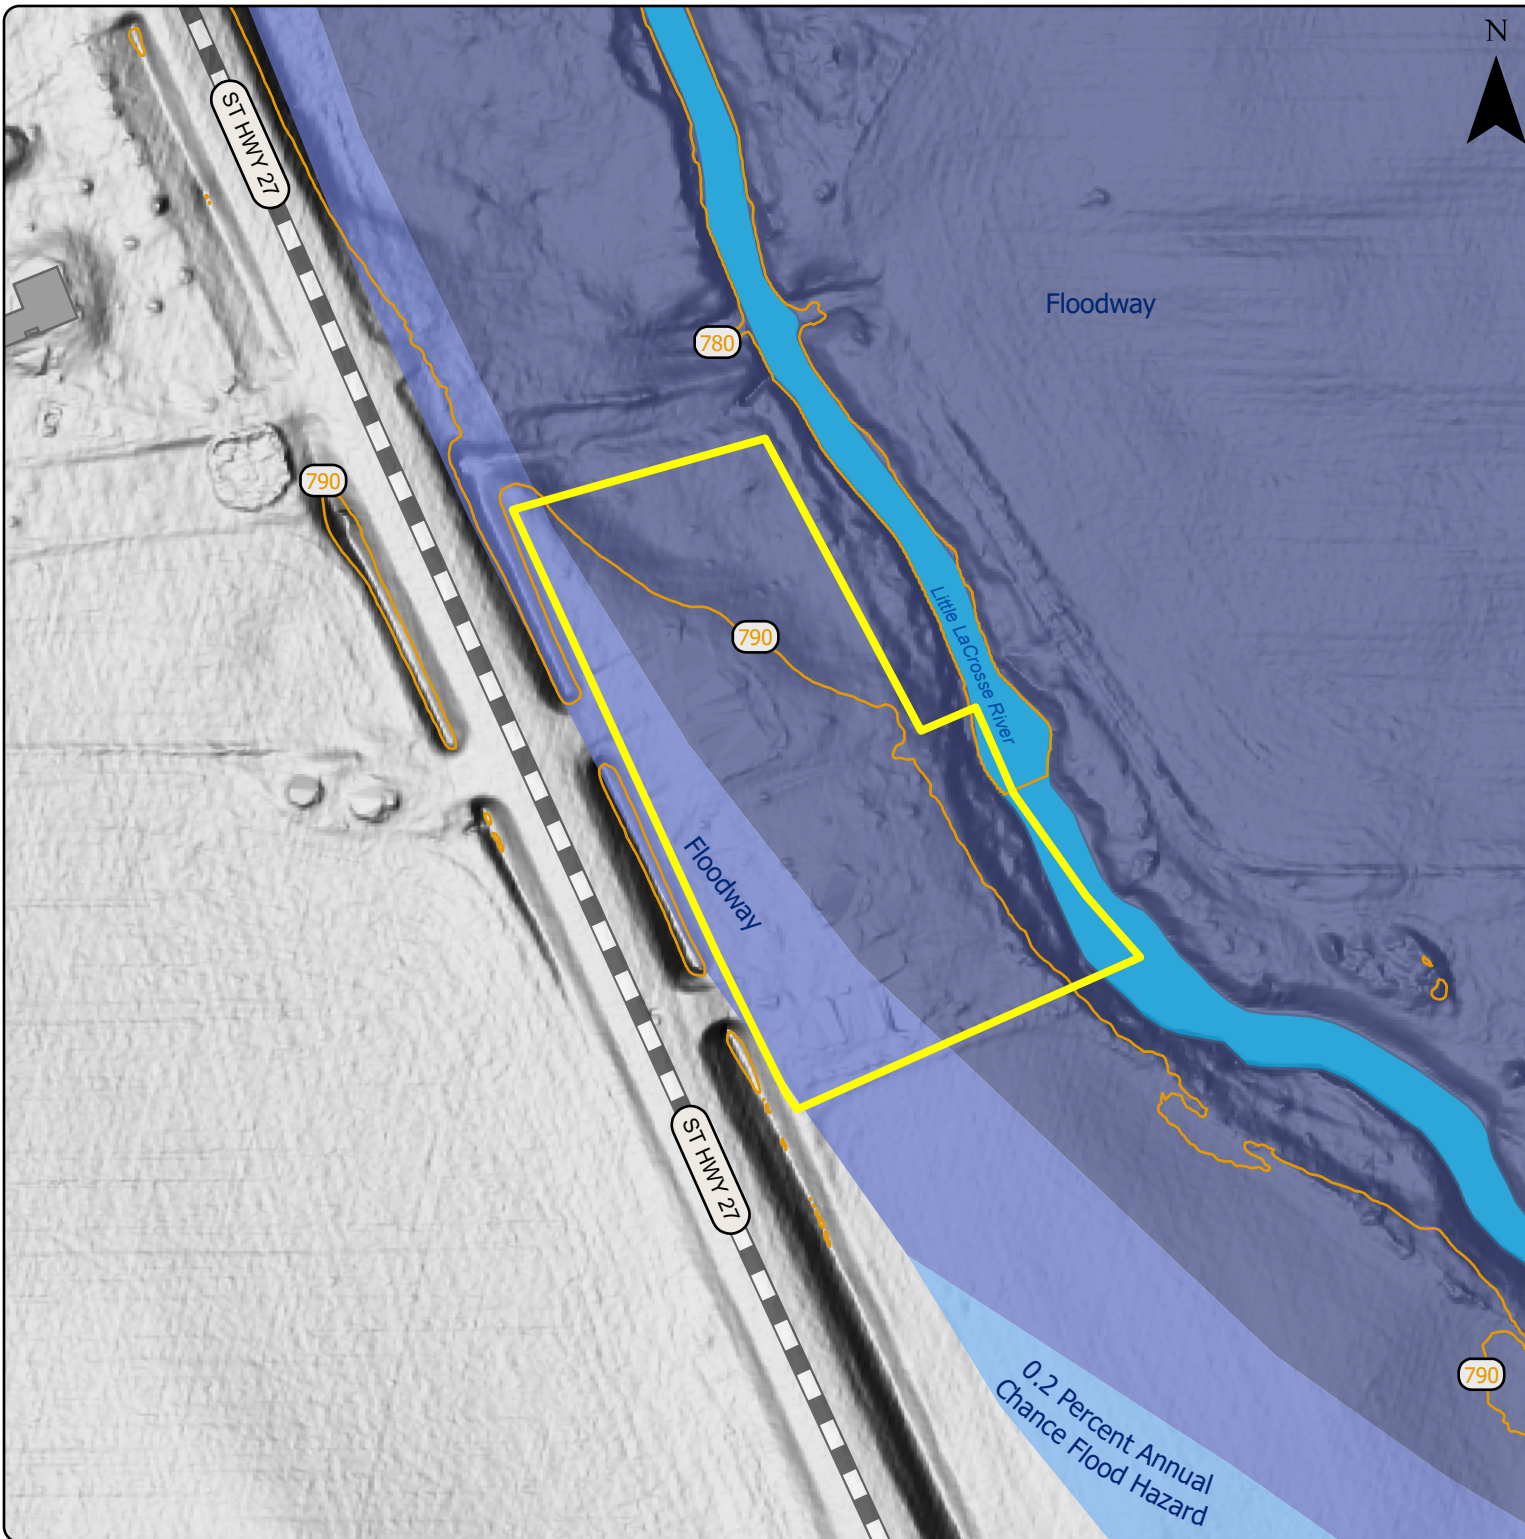 N
ST HWY 27
Floodway
780
790
Little LaCrosse River
790
Floodway
ST HWY 27
0.2 Percent Annual
Chance Flood Hazard
790